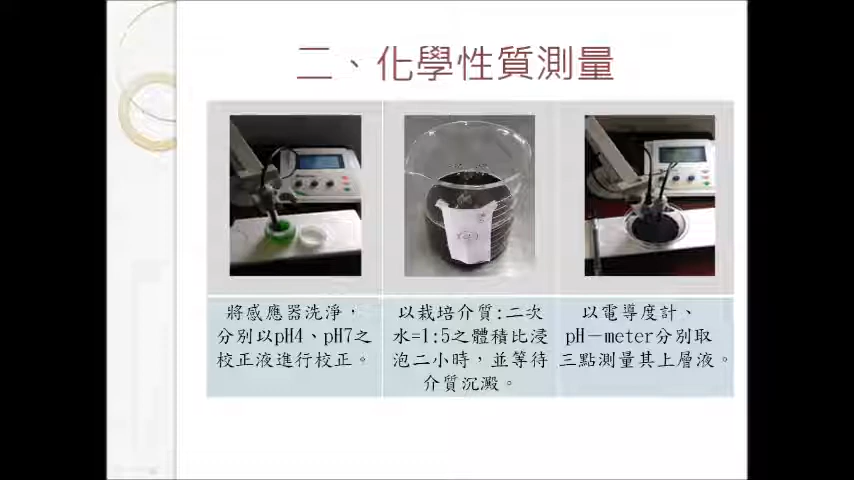 二、化學性質測量
將感應器洗淨，
分別以pH4、pH7之
校正液進行校正。
以栽培介質:二次
水=1:5之體積比浸
泡二小時，並等待
介質沉澱。
以電導度計、
pH-meter分別取
三點測量其上層液。